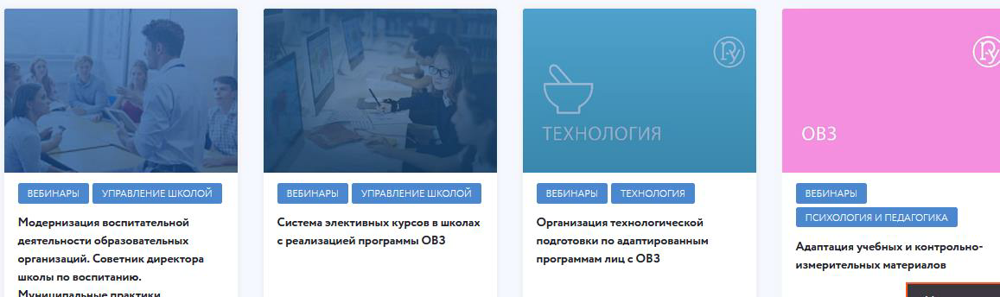 ТЕХНОЛОГИЯ
ОВЗ
ВЕБИНАРЫ УПРАВЛЕНИЕ ШКОЛОЙ
Модернизация воспитательной
деятельности образовательных
организаций. Советник директора
школы по воспитанию.
Муниципальные практики
ВЕБИНАРЫ УПРАВЛЕНИЕ ШКОЛОЙ
Система элективных курсов в школах
с реализацией программы ОВЗ
ВЕБИНАРЫ ТЕХНОЛОГИЯ
Организация технологической
подготовки по адаптированным
программам лиц с ОВЗ
ВЕБИНАРЫ
ПСИХОЛОГИЯ И ПЕДАГОГИКА
Адаптация учебных и контрольно-
измерительных материалов